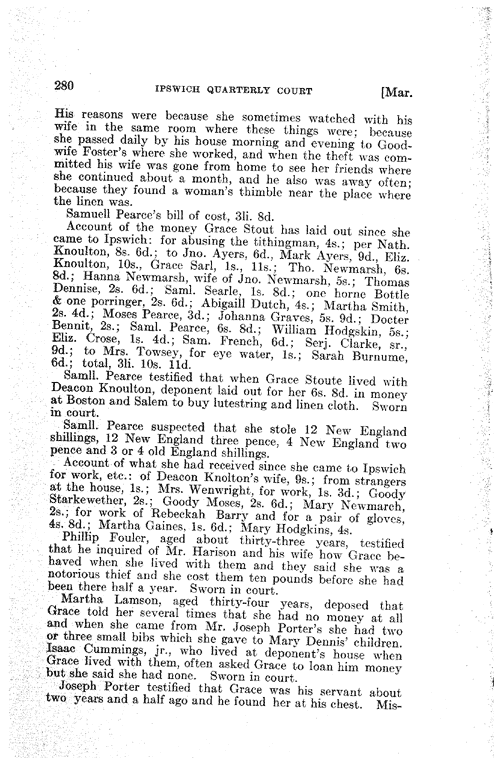 280 IPSWICH QUARTERLY COURT [Mar.
His reasons were because she sometimes watched with his
wife in the same room where these things were; because
she passed daily by his house morning and evening to Good-
wife Foster's where she worked, and when the theft was com-
mitted his wife was gone from home to see her friends where
she continued about a month, and he also was away often;
because they found a woman's thimble near the place where
the linen was.
Samuell Pearce's bill of cost, 3li. 8d.
Account of the money Grace Stout has laid out since she
came to Ipswich: for abusing the tithingman, 4s.; per Nath.
Knoulton, 8s. 6d.; to Jno. Ayers, 6d., Mark Ayers, 9d., Eliz.
Knoulton, 10s., Grace Sarl, 1s., 11s.; Tho. Newmarsh, 6s.
8d.; Hanna Newmarsh, wife of Jno. Newmarsh, 5s.; Thomas
Dennise, 2s. 6d.; Saml. Searle, 1s. 8d.; one horne Bottle
& one porringer, 2s. 6d.; Abigaill Dutch, 4s.; Martha Smith,
2s. 4d.; Moses Pearce, 3d.; Johanna Graves, 5s. 9d.; Docter
Bennit, 2s.; Saml. Pearce, 6s. 8d.; William Hodgskin, 5s.;
Eliz. Crose, 1s. 4d.; Sam. French, 6d.; Serj. Clarke, sr.,
9d.; to Mrs. Towsey, for eye water, 1s.; Sarah Burnume,
6d.; total, 3li. 10s. 11d.
Samll. Pearce testified that when Grace Stoute lived with
Deacon Knoulton, deponent laid out for her 6s. 8d. in money
at Boston and Salem to buy lutestring and linen cloth. Sworn
in court.
Samll. Pearce suspected that she stole 12 New England
shillings, 12 New England three pence, 4 New England two
pence and 3 or 4 old England shillings.
Account of what she had received since she came to Ipswich
for work, etc.: of Deacon Knolton's wife, 9s.; from strangers
at the house, 1s.; Mrs. Wenwright, for work, 1s. 3d.; Goody
Starkewether, 2s.; Goody Moses, 2s. 6d.; Mary Newmarch,
2s.; for work of Rebeckah Barry and for a pair of gloves,
4s. 8d.; Martha Gaines, 1s. 6d.; Mary Hodgkins, 4s.
Phillip Fouler, aged about thirty-three years, testified
that he inquired of Mr. Harison and his wife how Grace be-
haved when she lived with them and they said she was a
notorious thief and she cost them ten pounds before she had
been there half a year. Sworn in court.
Martha Lamson, aged thirty-four years, deposed that
Grace told her several times that she had no money at all
and when she came from Mr. Joseph Porter's she had two
or three small bibs which she gave to Mary Dennis' children.
Isaac Cummings, jr., who lived at deponent's house when
Grace lived with them, often asked Grace to loan him money
but she said she had none. Sworn in court.
Joseph Porter testified that Grace was his servant about
two years and a half ago and he found her at his chest. Mis-